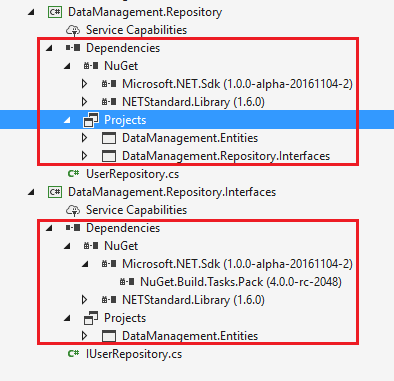 DataManagement.Repository
Service Capabilities
Dependencies
NuGet
Microsoft.NET.Sdk (1.0.0-alpha-20161104-2)
NETStandard.Library (1.6.0)
Projects
DataManagement.Entities
DataManagement.Repository.Interfaces
C# UserRepository.cs
C# DataManagement.Repository.Interfaces
Service Capabilities
Dependencies
NuGet
Microsoft.NET.Sdk (1.0.0-alpha-20161104-2)
NuGet.Build.Tasks.Pack (4.0.0-rc-2048)
NETStandard.Library (1.6.0)
Projects
DataManagement.Entities
C# IUserRepository.cs